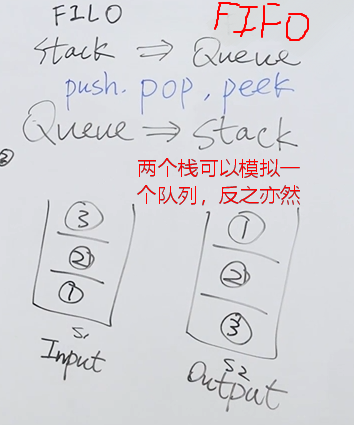 FILO FIFO
Stack ⇒ Queue
push. pop, peek
Queue ⇒ Stack
②
两个栈可以模拟一
个队列，反之亦然
③ ①
② ②
① ③
S1 S2
Input Output